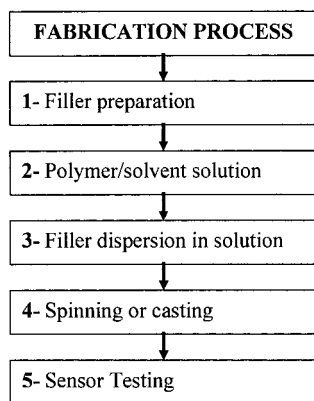 FABRICATION PROCESS
1- Filler preparation
2- Polymer/solvent solution
3- Filler dispersion in solution
4- Spinning or casting
5- Sensor Testing